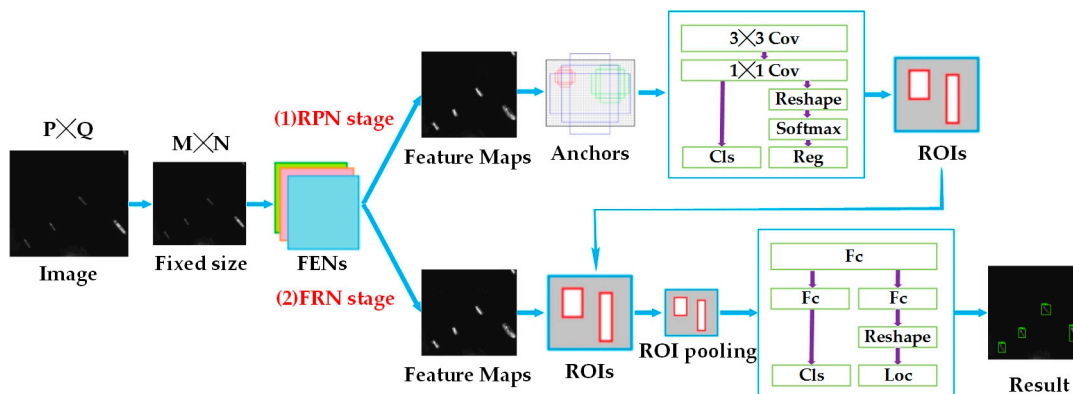 P╳Q
Image
M╳N
Fixed size
FENs
(1)RPN stage
Feature Maps
Anchors
3╳3 Cov
1╳1 Cov
Reshape
Softmax
Cls
Reg
ROIs
(2)FRN stage
Feature Maps
ROIs
ROI pooling
Fc
Fc
Fc
Reshape
Cls
Loc
Result